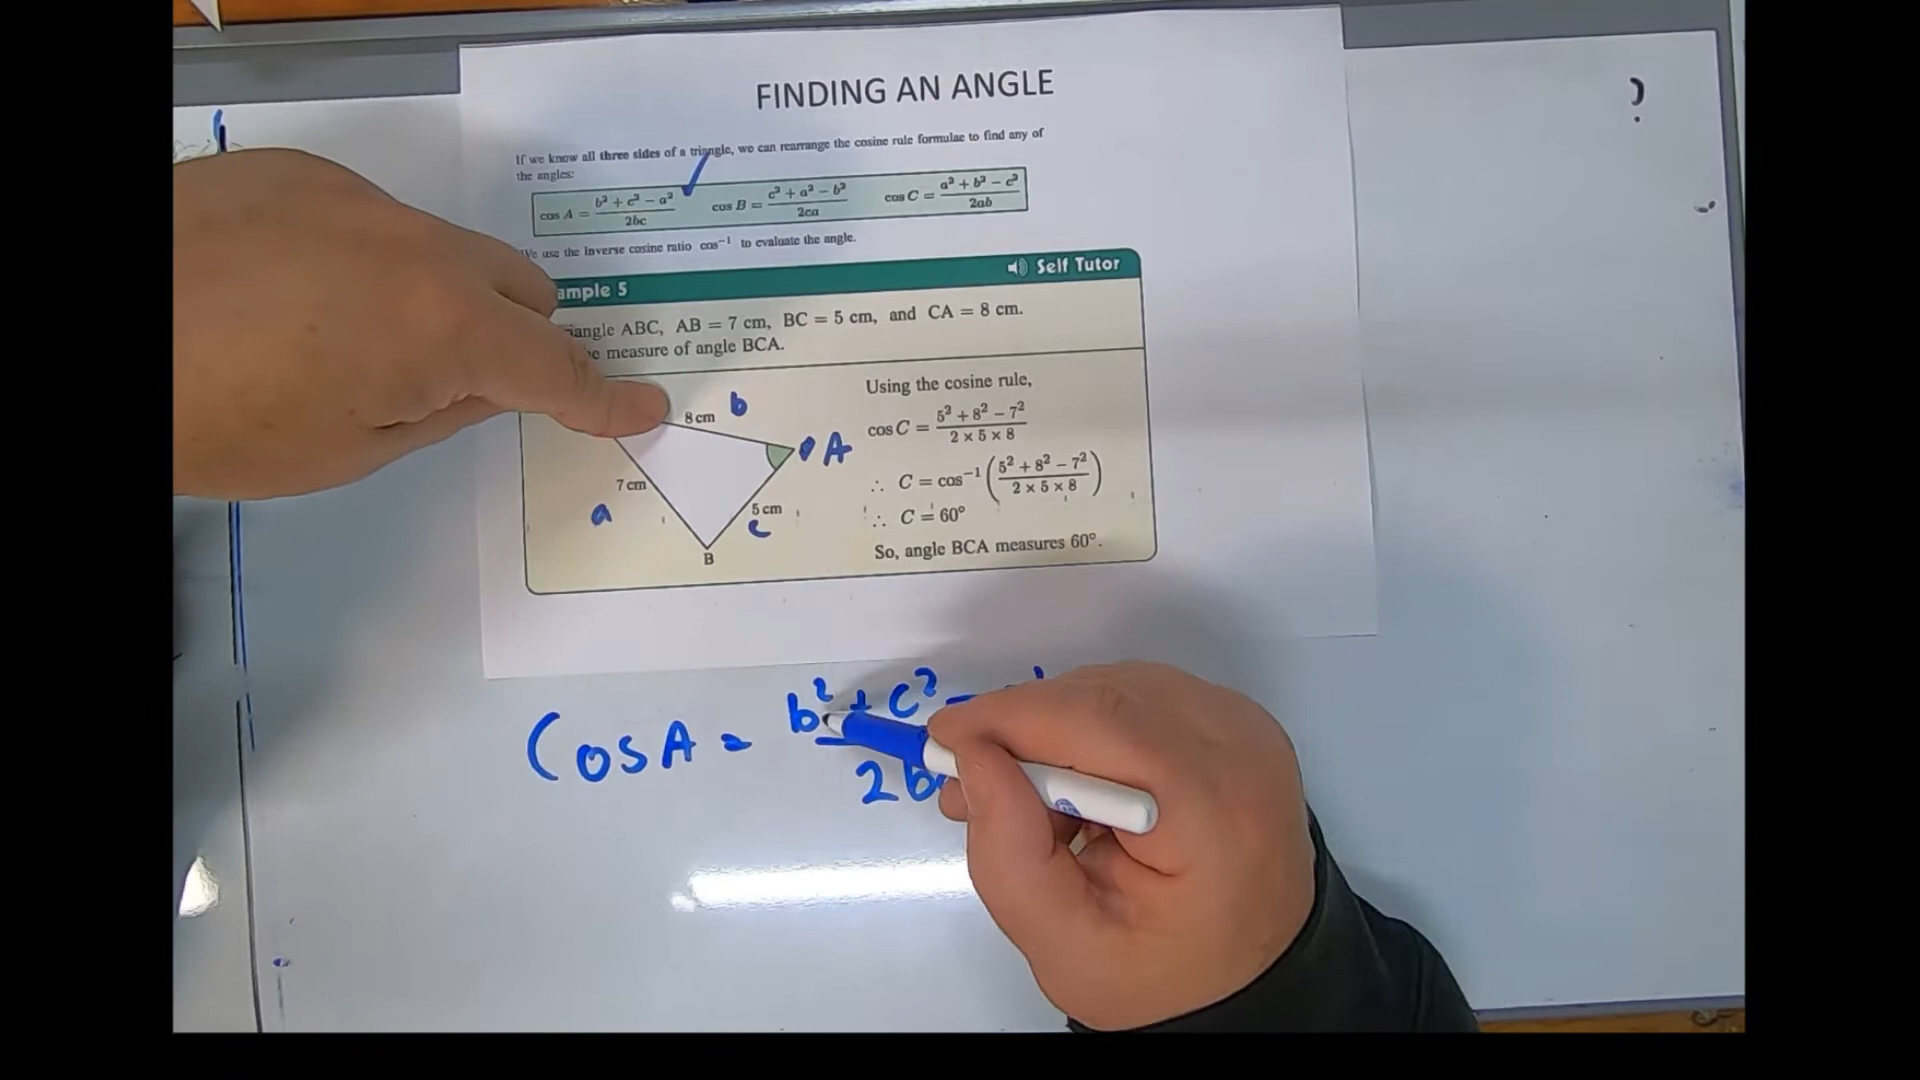 FINDING AN ANGLE
If we know all three sides of a triangle, we can rearrange the cosine rule formulae to find any of
the angles:
cos A = (b² + c² − a²) / 2bc cos B = (c² + a² − b²) / 2ca cos C = (a² + b² − c²) / 2ab
We use the inverse cosine ratio cos⁻¹ to evaluate the angle.
ample 5 Self Tutor
iangle ABC, AB = 7 cm, BC = 5 cm, and CA = 8 cm.
measure of angle BCA.
Using the cosine rule,
cos C = (5² + 8² − 7²) / (2 × 5 × 8)
∴ C = cos⁻¹ ((5² + 8² − 7²) / (2 × 5 × 8))
∴ C = 60°
So, angle BCA measures 60°.
8 cm b
A
7 cm
a
5 cm
c
B
b² + c² −
Cos A =
2b